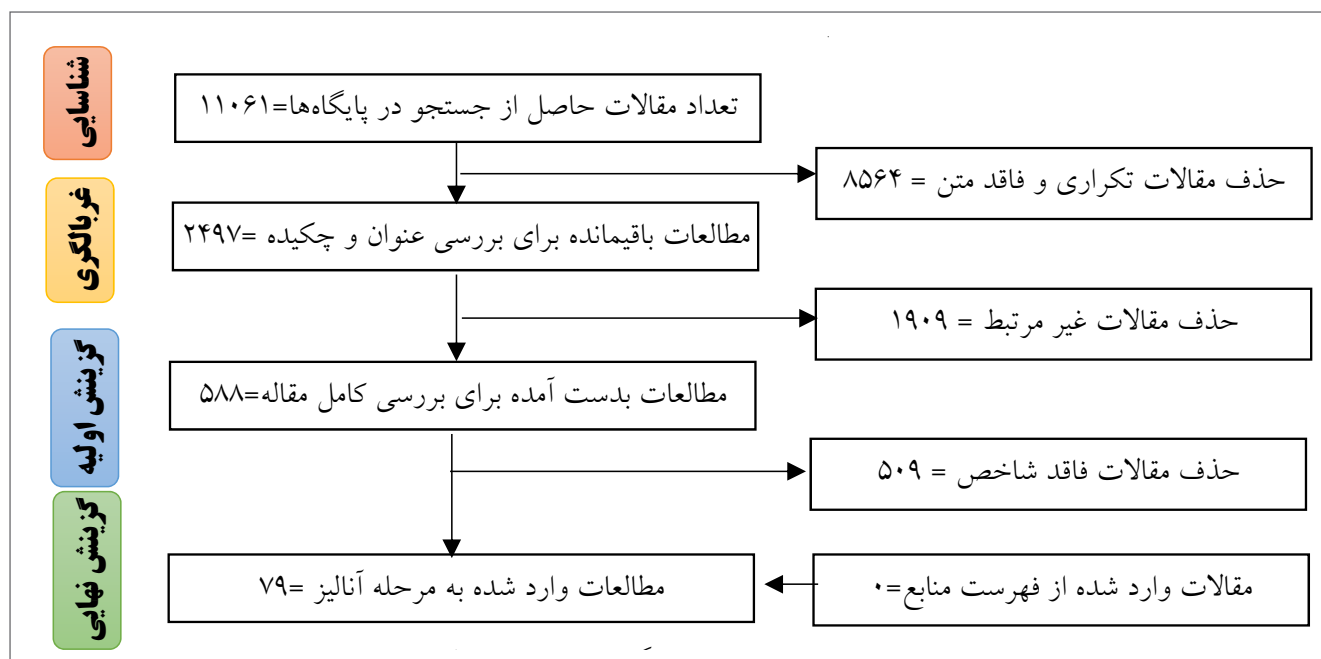 شناسایی
تعداد مقالات حاصل از جستجو در پایگاه‌ها=۱۱۰۶۱
حذف مقالات تکراری و فاقد متن = ۸۵۶۴
غربالگری
مطالعات باقیمانده برای بررسی عنوان و چکیده =۲۴۹۷
حذف مقالات غیر مرتبط = ۱۹۰۹
گزینش اولیه
مطالعات بدست آمده برای بررسی کامل مقاله=۵۸۸
حذف مقالات فاقد شاخص = ۵۰۹
گزینش نهایی
مطالعات وارد شده به مرحله آنالیز =۷۹
مقالات وارد شده از فهرست منابع=۰